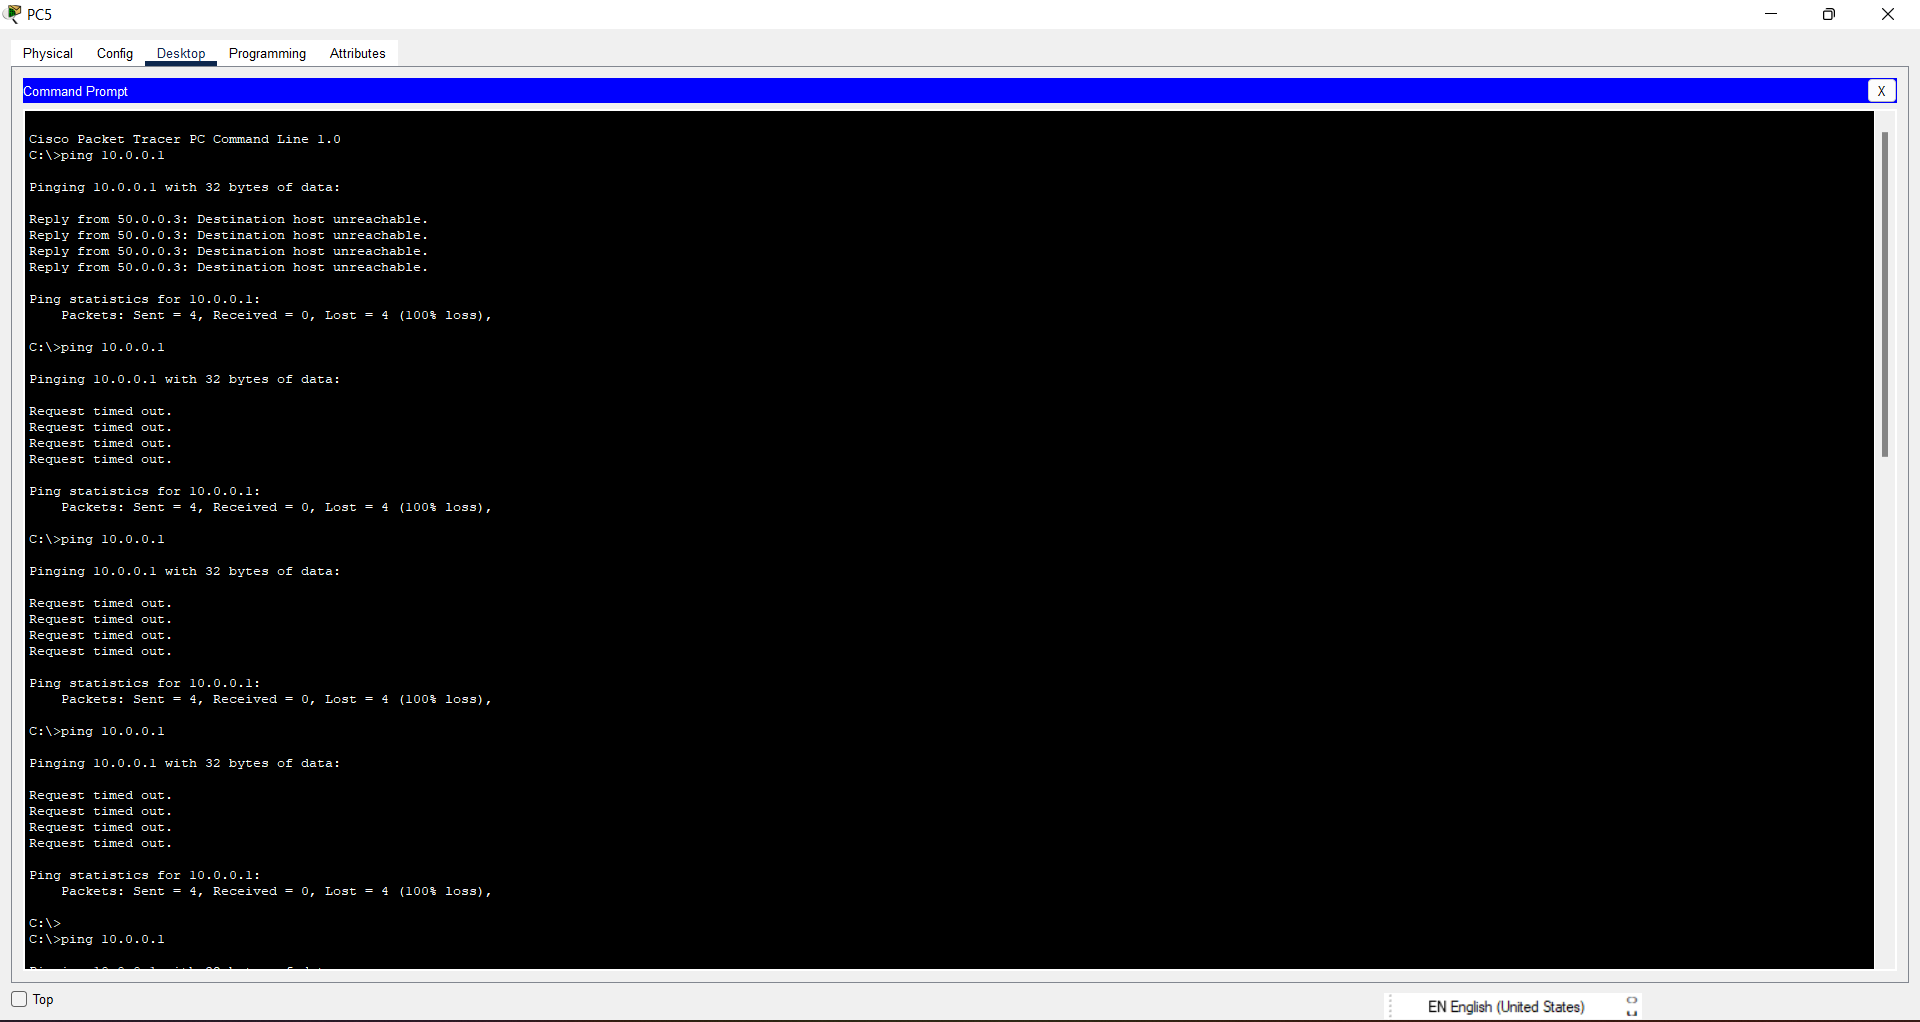 PC5
Physical Config Desktop Programming Attributes
Command Prompt X
Cisco Packet Tracer PC Command Line 1.0
C:\>ping 10.0.0.1
Pinging 10.0.0.1 with 32 bytes of data:
Reply from 50.0.0.3: Destination host unreachable.
Reply from 50.0.0.3: Destination host unreachable.
Reply from 50.0.0.3: Destination host unreachable.
Reply from 50.0.0.3: Destination host unreachable.
Ping statistics for 10.0.0.1:
Packets: Sent = 4, Received = 0, Lost = 4 (100% loss),
C:\>ping 10.0.0.1
Pinging 10.0.0.1 with 32 bytes of data:
Request timed out.
Request timed out.
Request timed out.
Request timed out.
Ping statistics for 10.0.0.1:
Packets: Sent = 4, Received = 0, Lost = 4 (100% loss),
C:\>ping 10.0.0.1
Pinging 10.0.0.1 with 32 bytes of data:
Request timed out.
Request timed out.
Request timed out.
Request timed out.
Ping statistics for 10.0.0.1:
Packets: Sent = 4, Received = 0, Lost = 4 (100% loss),
C:\>ping 10.0.0.1
Pinging 10.0.0.1 with 32 bytes of data:
Request timed out.
Request timed out.
Request timed out.
Request timed out.
Ping statistics for 10.0.0.1:
Packets: Sent = 4, Received = 0, Lost = 4 (100% loss),
C:\>
C:\>ping 10.0.0.1
Top
EN English (United States)